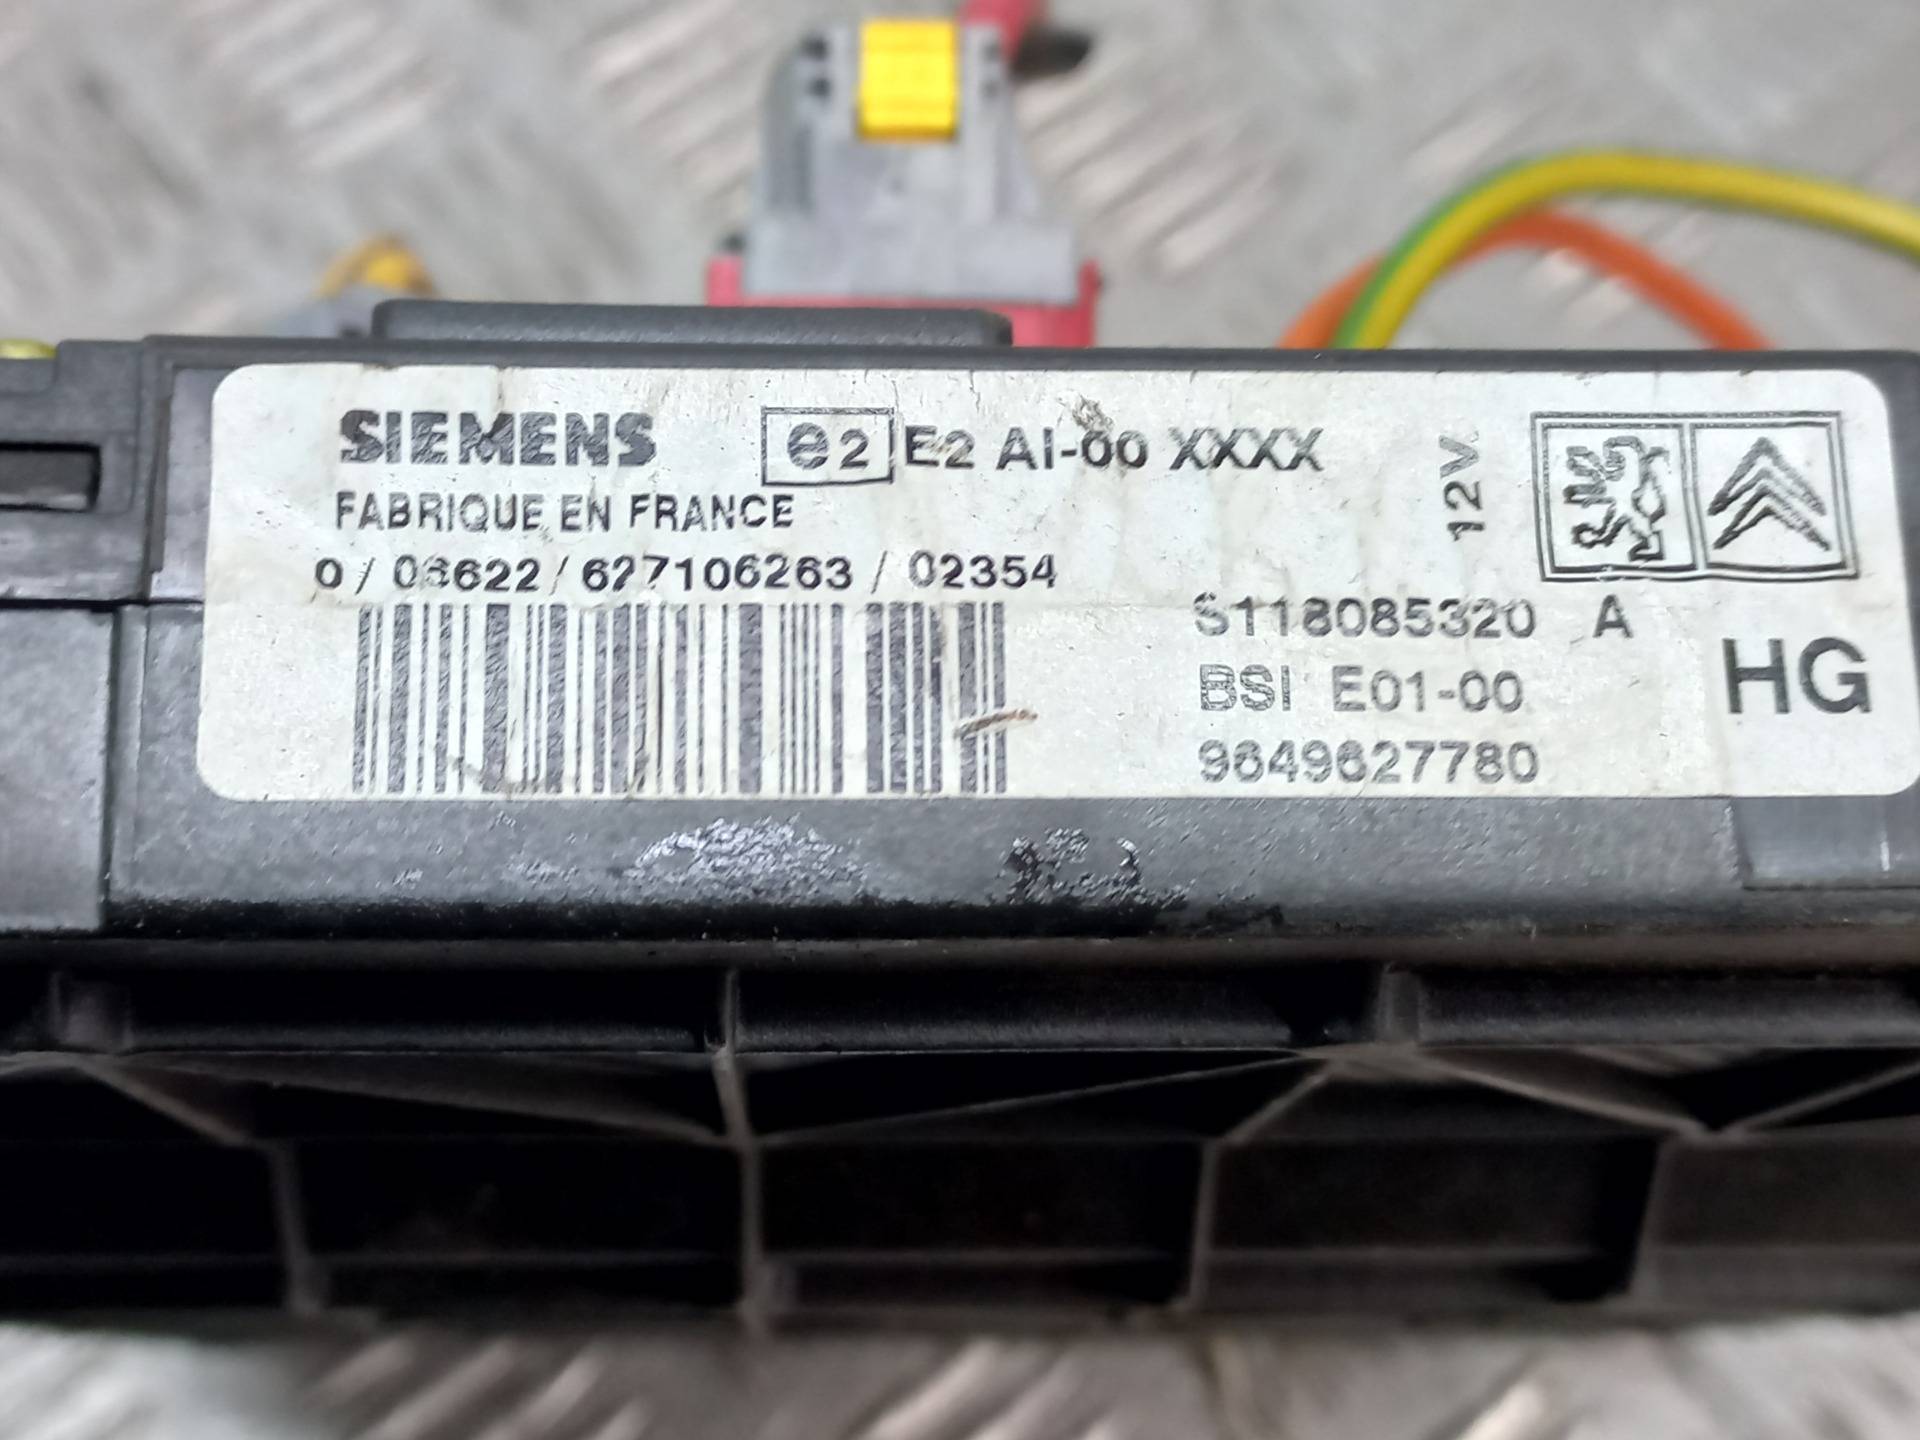 SIEMENS e2 E2 AI-00 XXXX
FABRIQUE EN FRANCE
0/08622/627106263/02354
12V
S118085320 A
BSI E01-00
HG
9649627780